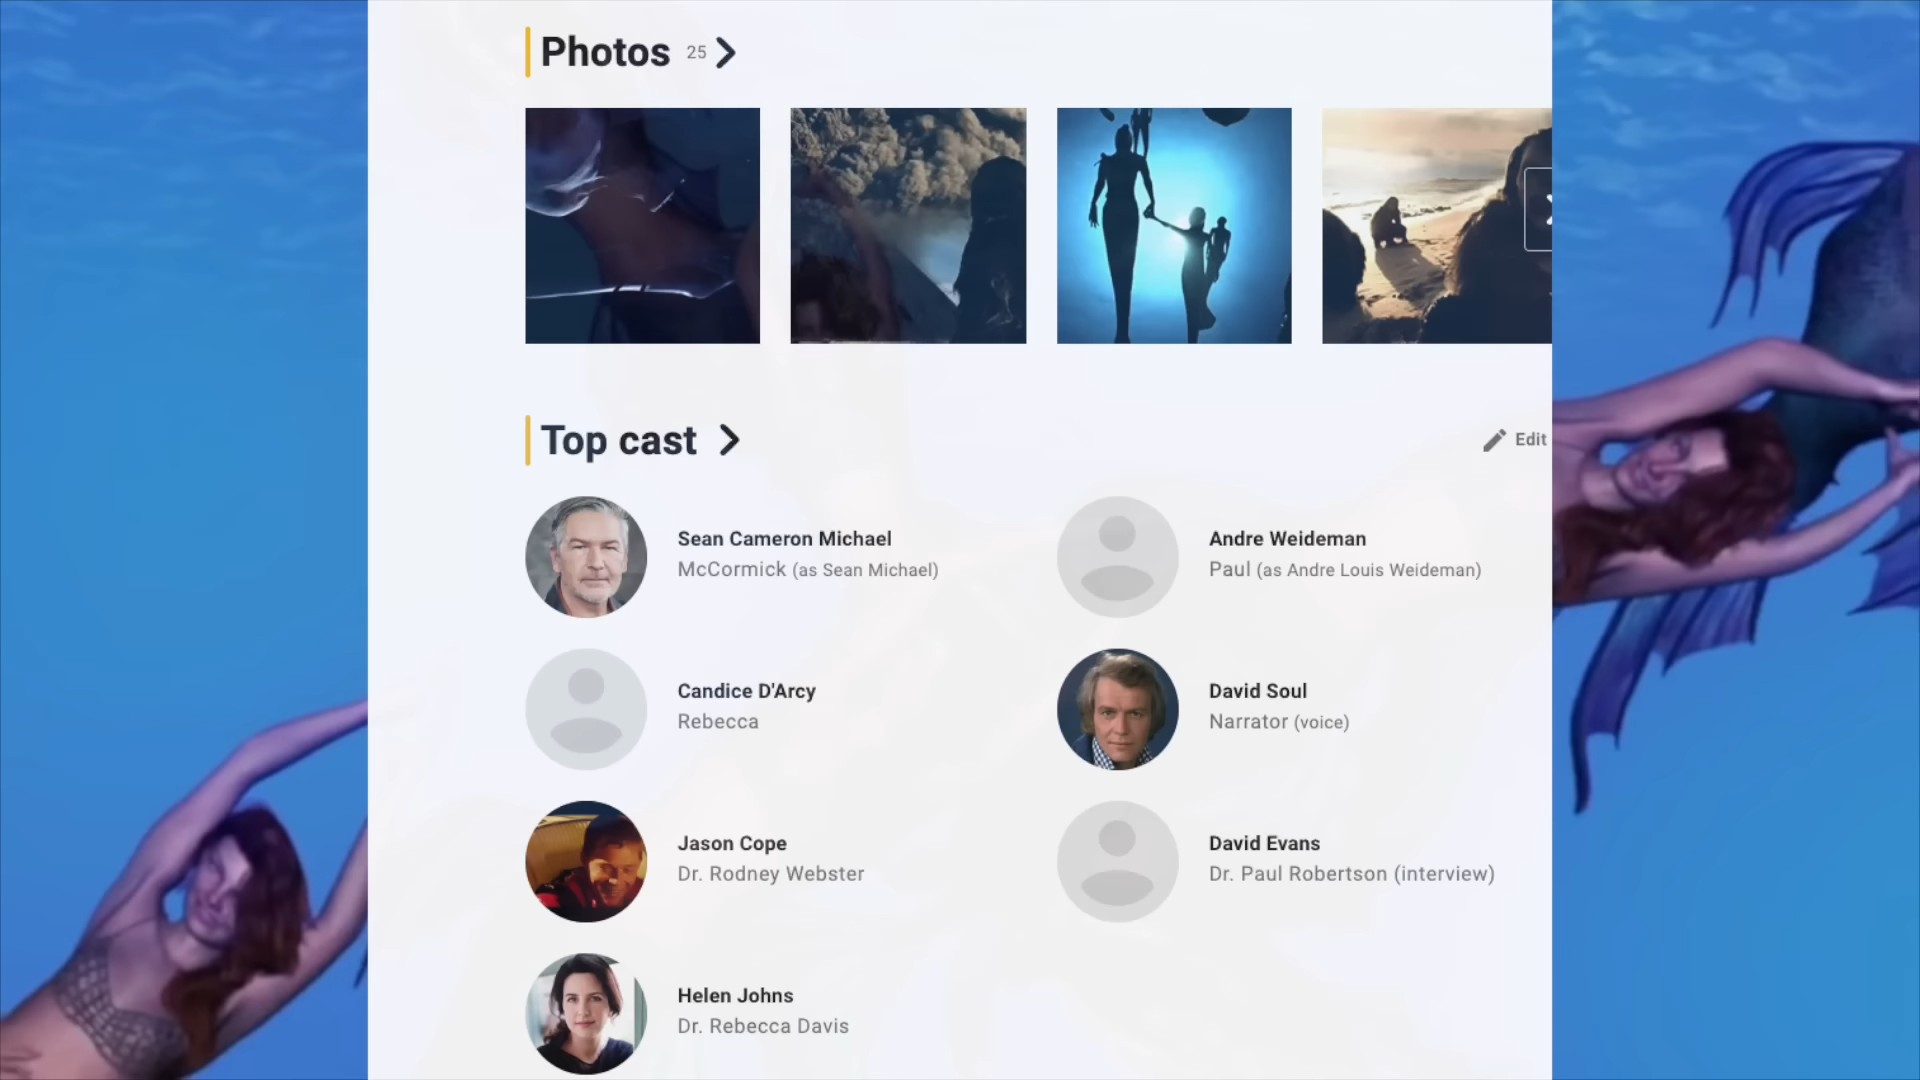 Photos 25
Top cast
Edit
Sean Cameron Michael
McCormick (as Sean Michael)
Andre Weideman
Paul (as Andre Louis Weideman)
Candice D'Arcy
Rebecca
David Soul
Narrator (voice)
Jason Cope
Dr. Rodney Webster
David Evans
Dr. Paul Robertson (interview)
Helen Johns
Dr. Rebecca Davis